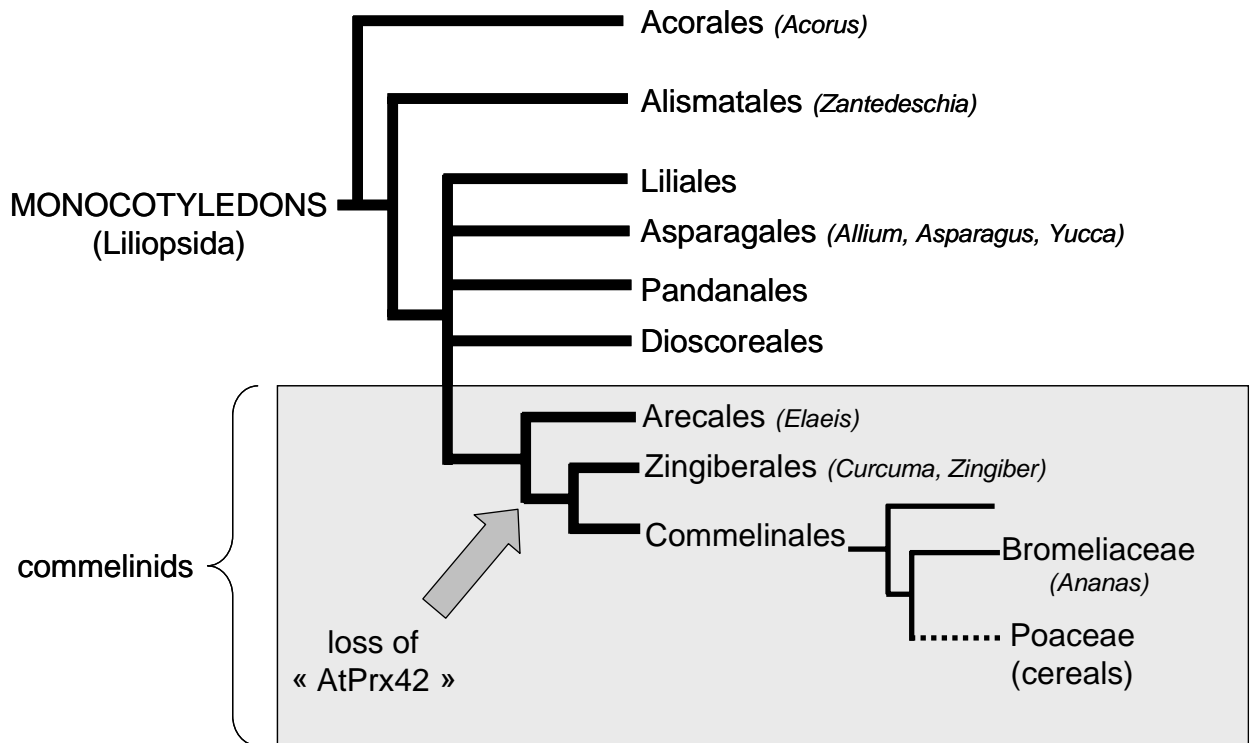 Acorales (Acorus)
Alismatales (Zantedeschia)
MONOCOTYLEDONS
(Liliopsida)
Liliales
Asparagales (Allium, Asparagus, Yucca)
Pandanales
Dioscoreales
commelinids
Arecales (Elaeis)
Zingiberales (Curcuma, Zingiber)
Commelinales
Bromeliaceae
(Ananas)
Poaceae
(cereals)
loss of
« AtPrx42 »